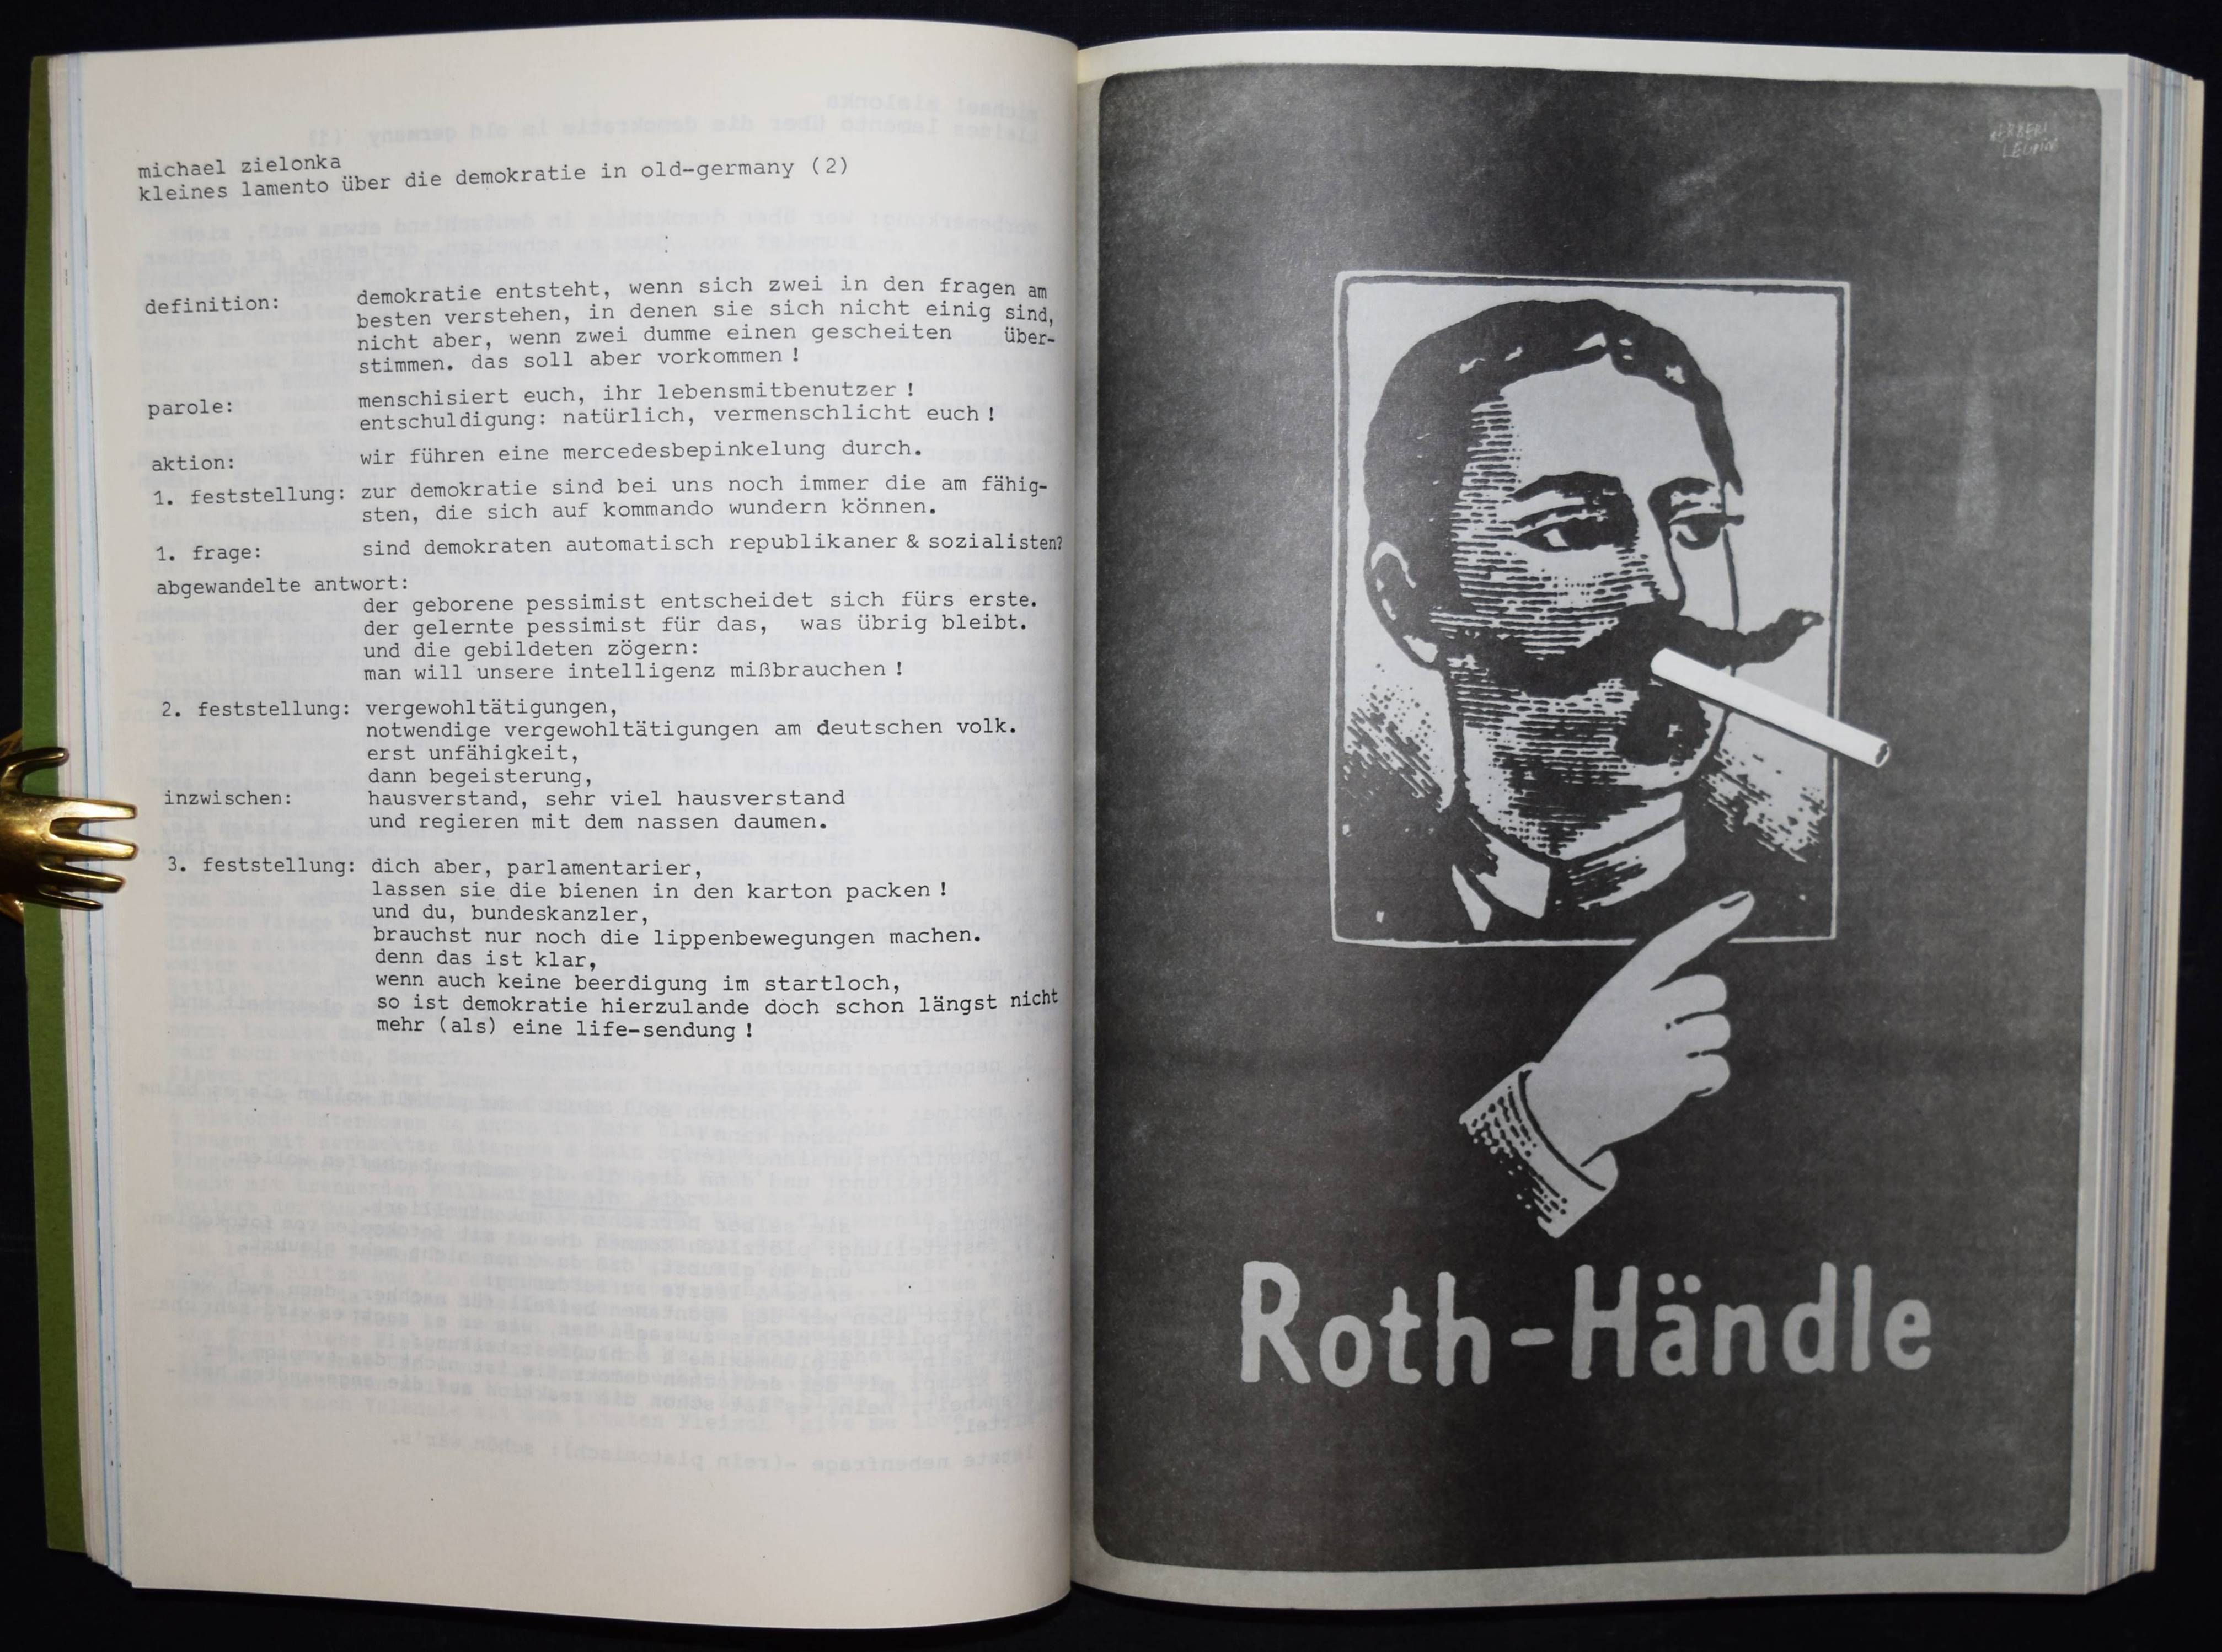 michael zielonka
kleines lamento über die demokratie in old-germany (2)
definition: demokratie entsteht, wenn sich zwei in den fragen am
besten verstehen, in denen sie sich nicht einig sind,
nicht aber, wenn zwei dumme einen gescheiten über-
stimmen. das soll aber vorkommen !
parole: menschisiert euch, ihr lebensmitbenutzer !
entschuldigung: natürlich, vermenschlicht euch !
aktion: wir führen eine mercedesbepinkelung durch.
1. feststellung: zur demokratie sind bei uns noch immer die am fähig-
sten, die sich auf kommando wundern können.
1. frage: sind demokraten automatisch republikaner & sozialisten?
abgewandelte antwort:
der geborene pessimist entscheidet sich fürs erste.
der gelernte pessimist für das, was übrig bleibt.
und die gebildeten zögern:
man will unsere intelligenz mißbrauchen !
2. feststellung: vergewohltätigungen,
notwendige vergewohltätigungen am deutschen volk.
erst unfähigkeit,
dann begeisterung,
inzwischen: hausverstand, sehr viel hausverstand
und regieren mit dem nassen daumen.
3. feststellung: dich aber, parlamentarier,
lassen sie die bienen in den karton packen !
und du, bundeskanzler,
brauchst nur noch die lippenbewegungen machen.
denn das ist klar,
wenn auch keine beerdigung im startloch,
so ist demokratie hierzulande doch schon längst nicht
mehr (als) eine life-sendung !
HERBERT
LEUPIN
Roth-Händle